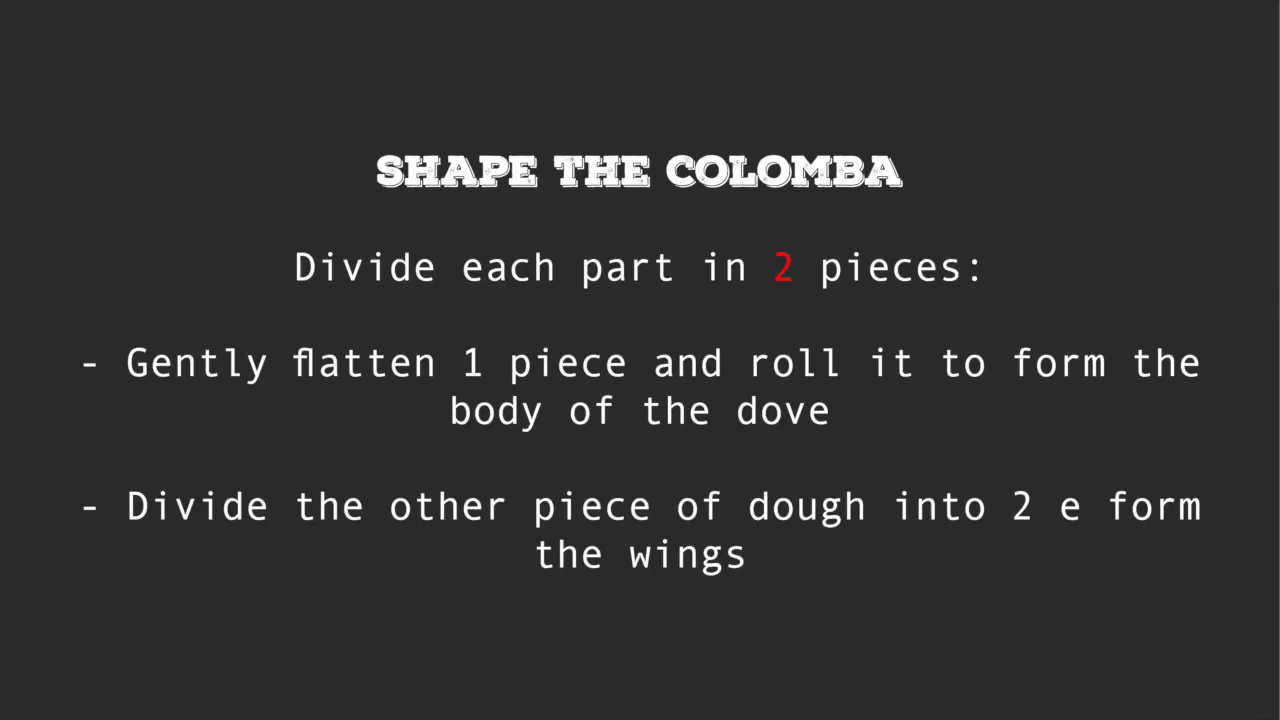 SHAPE THE COLOMBA
Divide each part in 2 pieces:
- Gently flatten 1 piece and roll it to form the
body of the dove
- Divide the other piece of dough into 2 e form
the wings